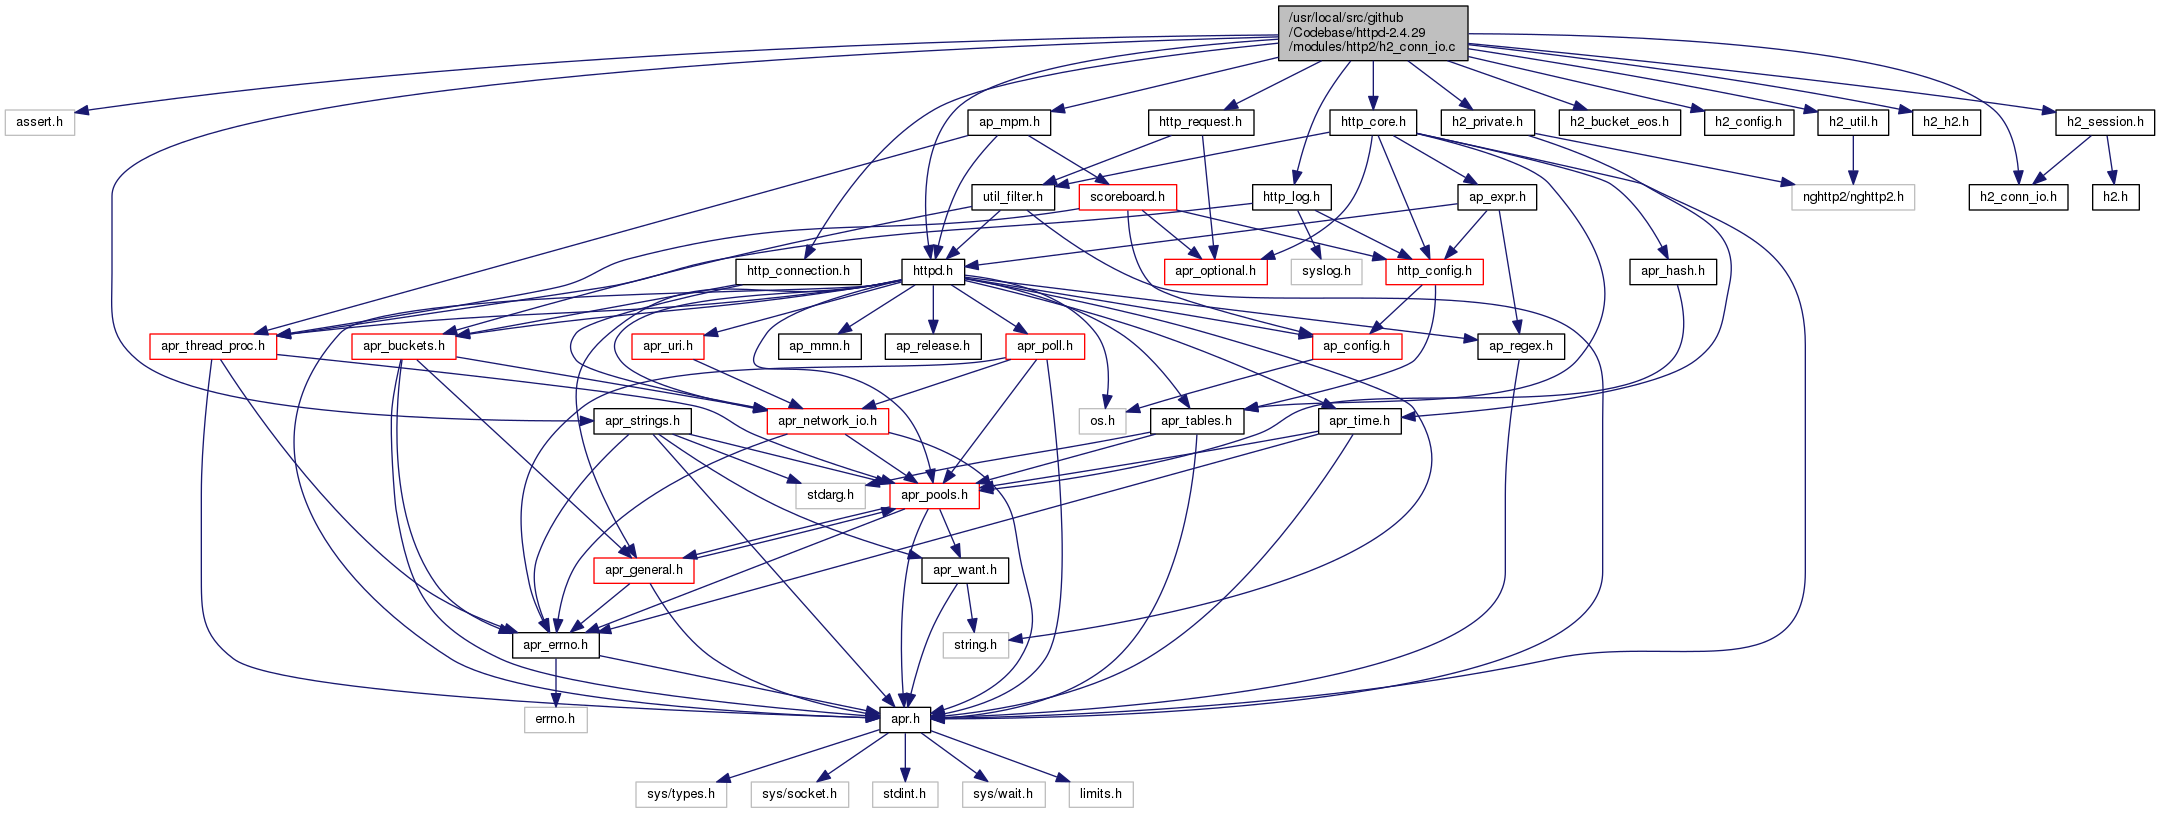 /usr/local/src/github
/Codebase/httpd-2.4.29
/modules/http2/h2_conn_io.c
assert.h
ap_mpm.h
http_request.h
http_core.h
h2_private.h
h2_bucket_eos.h
h2_config.h
h2_util.h
h2_h2.h
h2_session.h
util_filter.h
scoreboard.h
http_log.h
ap_expr.h
nghttp2/nghttp2.h
h2_conn_io.h
h2.h
http_connection.h
httpd.h
apr_optional.h
syslog.h
http_config.h
apr_hash.h
apr_thread_proc.h
apr_buckets.h
apr_uri.h
ap_mmn.h
ap_release.h
apr_poll.h
ap_config.h
ap_regex.h
apr_strings.h
apr_network_io.h
os.h
apr_tables.h
apr_time.h
stdarg.h
apr_pools.h
apr_general.h
apr_want.h
apr_errno.h
string.h
errno.h
apr.h
sys/types.h
sys/socket.h
stdint.h
sys/wait.h
limits.h